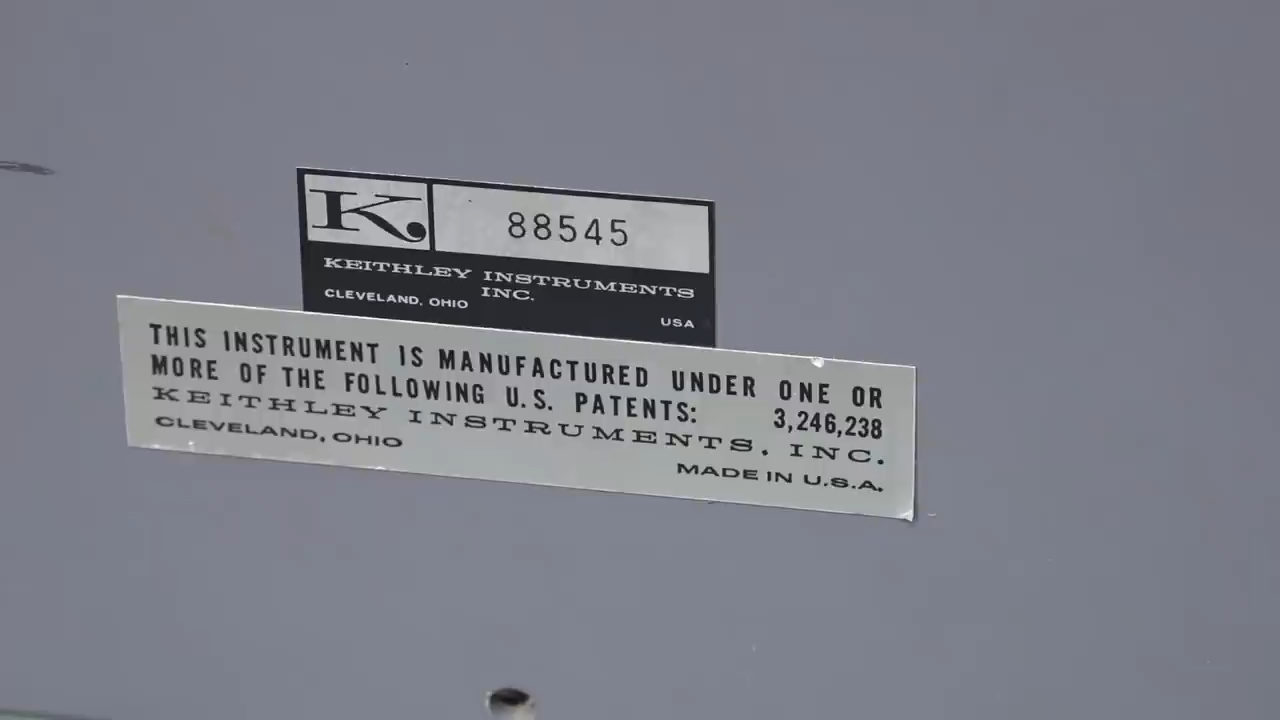 K.
88545
KEITHLEY INSTRUMENTS
INC.
CLEVELAND, OHIO
USA
THIS INSTRUMENT IS MANUFACTURED UNDER ONE OR
MORE OF THE FOLLOWING U.S. PATENTS: 3,246,238
KEITHLEY INSTRUMENTS, INC.
CLEVELAND, OHIO
MADE IN U.S.A.